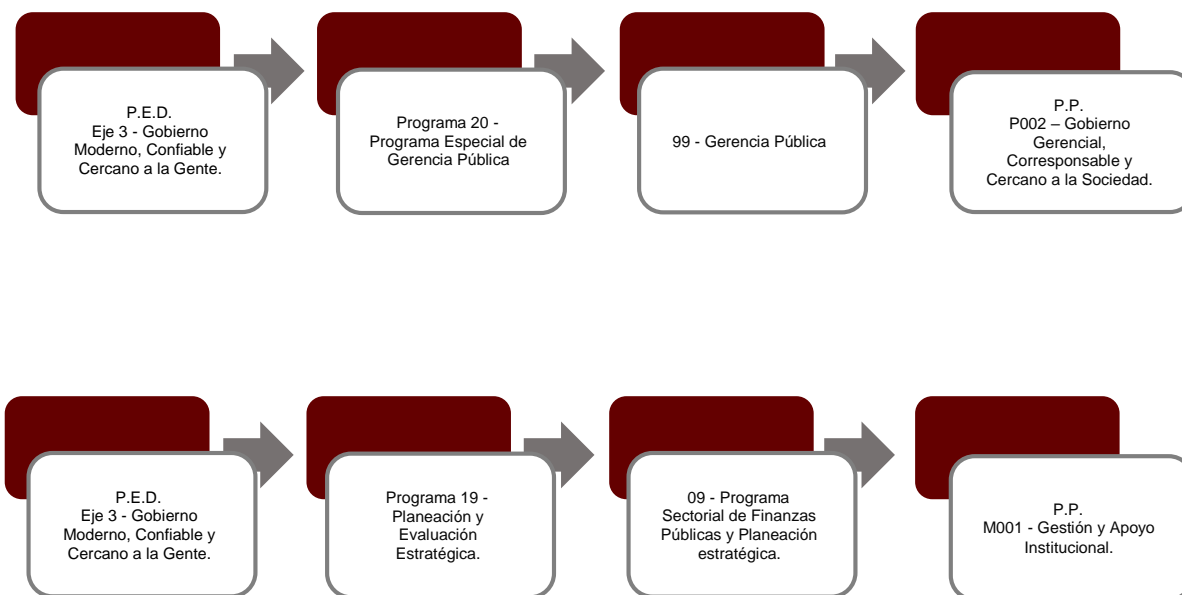 P.E.D.
Eje 3 - Gobierno
Moderno, Confiable y
Cercano a la Gente.
Programa 20 -
Programa Especial de
Gerencia Pública
99 - Gerencia Pública
P.P.
P002 – Gobierno
Gerencial,
Corresponsable y
Cercano a la Sociedad.
P.E.D.
Eje 3 - Gobierno
Moderno, Confiable y
Cercano a la Gente.
Programa 19 -
Planeación y
Evaluación
Estratégica.
09 - Programa
Sectorial de Finanzas
Públicas y Planeación
estratégica.
P.P.
M001 - Gestión y Apoyo
Institucional.